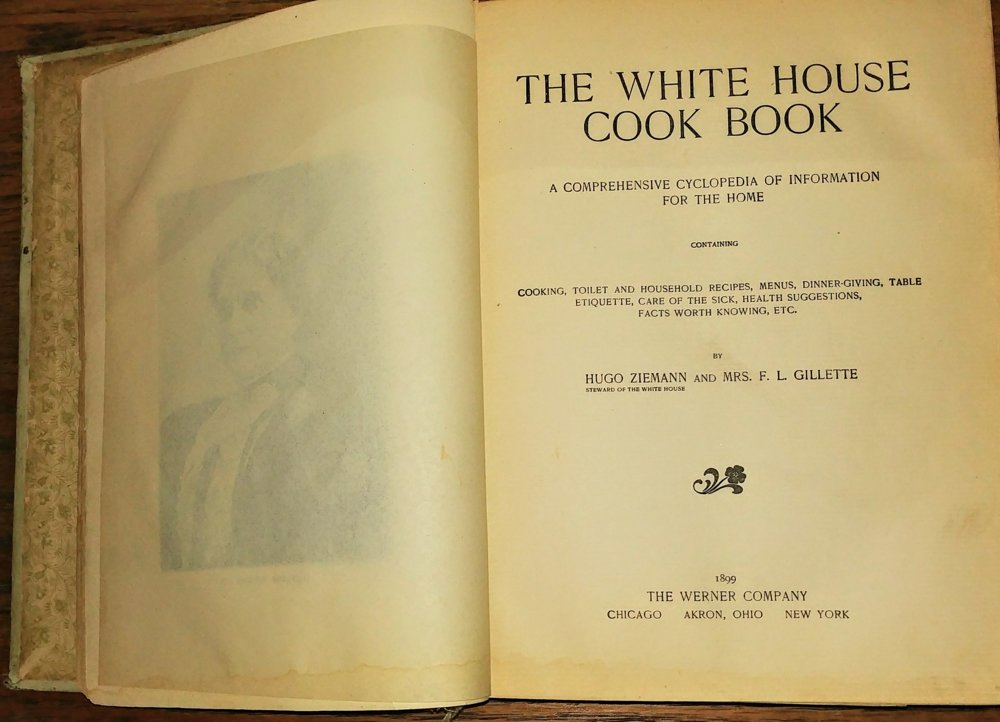 THE WHITE HOUSE
COOK BOOK
A COMPREHENSIVE CYCLOPEDIA OF INFORMATION
FOR THE HOME
CONTAINING
COOKING, TOILET AND HOUSEHOLD RECIPES, MENUS, DINNER-GIVING, TABLE
ETIQUETTE, CARE OF THE SICK, HEALTH SUGGESTIONS,
FACTS WORTH KNOWING, ETC.
BY
HUGO ZIEMANN AND MRS. F. L. GILLETTE
STEWARD OF THE WHITE HOUSE
1899
THE WERNER COMPANY
CHICAGO AKRON, OHIO NEW YORK